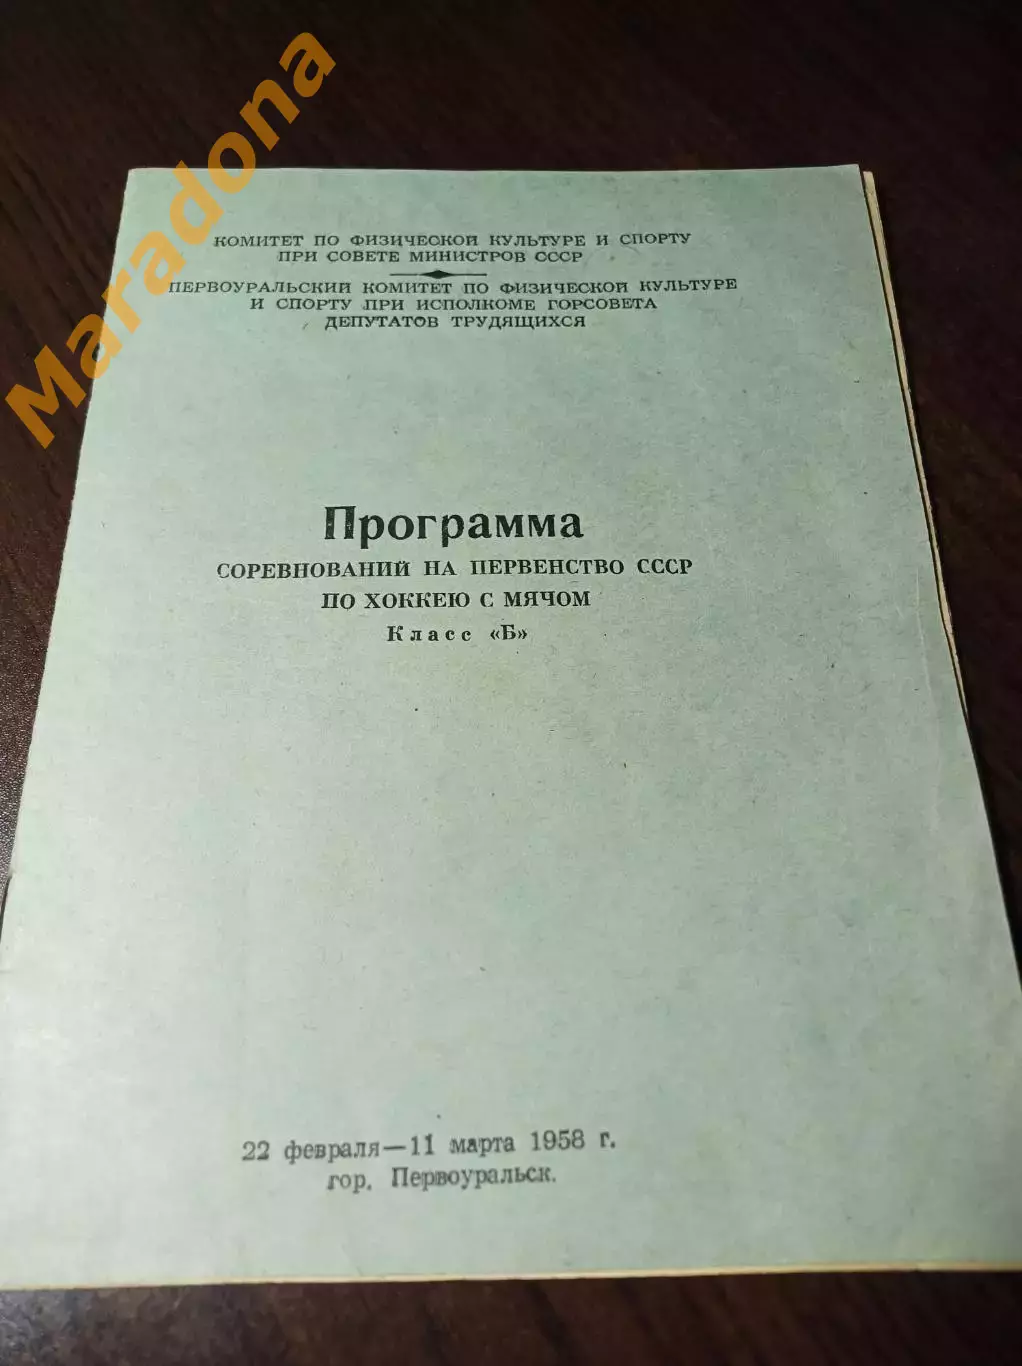 Maradona
КОМИТЕТ ПО ФИЗИЧЕСКОЙ КУЛЬТУРЕ И СПОРТУ
ПРИ СОВЕТЕ МИНИСТРОВ СССР
ПЕРВОУРАЛЬСКИЙ КОМИТЕТ ПО ФИЗИЧЕСКОЙ КУЛЬТУРЕ
И СПОРТУ ПРИ ИСПОЛКОМЕ ГОРСОВЕТА
ДЕПУТАТОВ ТРУДЯЩИХСЯ
Программа
СОРЕВНОВАНИЙ НА ПЕРВЕНСТВО СССР
ПО ХОККЕЮ С МЯЧОМ
Класс «Б»
22 февраля—11 марта 1958 г.
гор. Первоуральск.